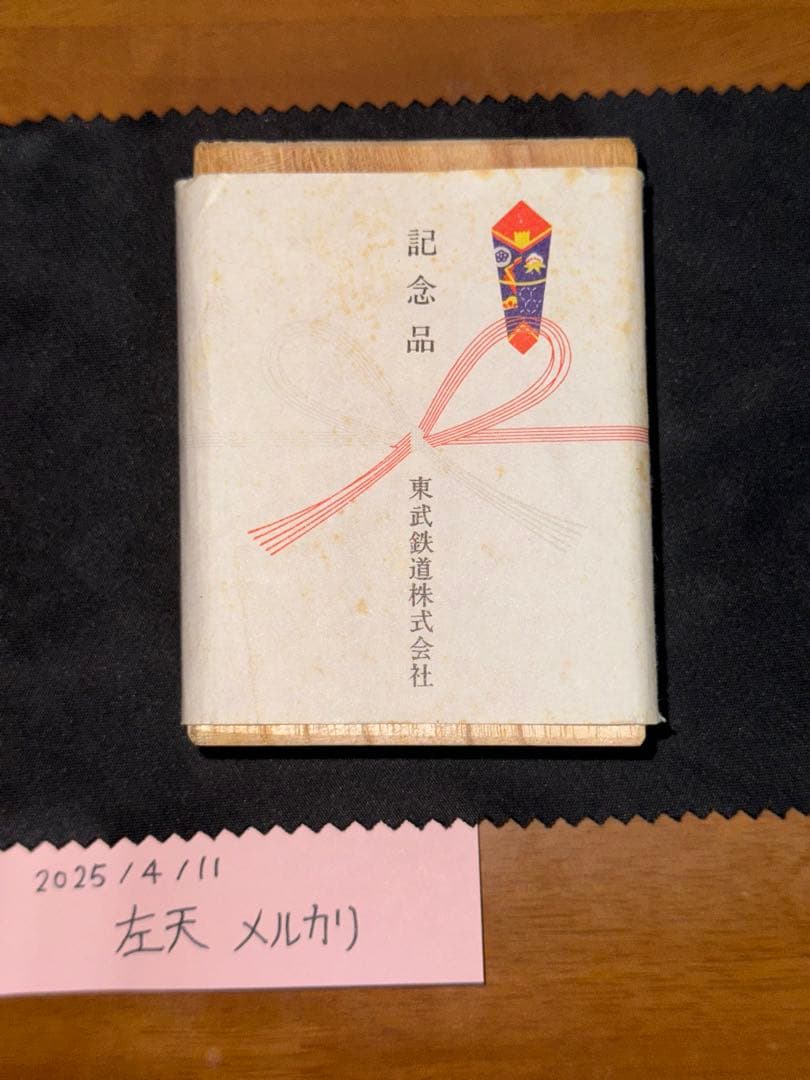 記念品
東武鉄道株式会社
2025/4/11
左天 メルカリ